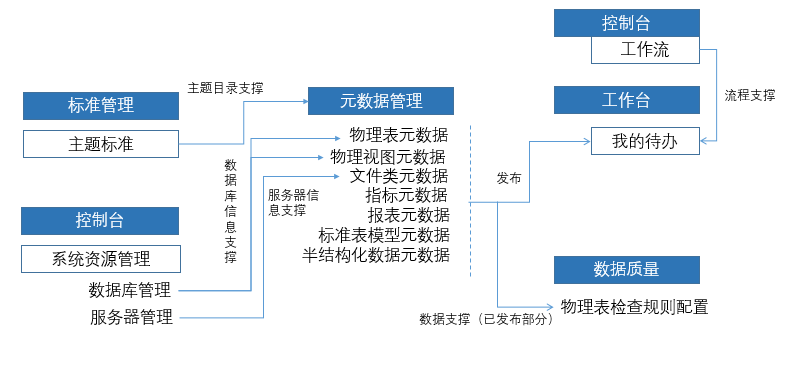 标准管理
主题标准
主题目录支撑
控制台
系统资源管理
数据库管理
服务器管理
数据库信息支撑
服务器信
息支撑
元数据管理
物理表元数据
物理视图元数据
文件类元数据
指标元数据
报表元数据
标准表模型元数据
半结构化数据元数据
发布
数据支撑（已发布部分）
控制台
工作流
流程支撑
工作台
我的待办
数据质量
物理表检查规则配置